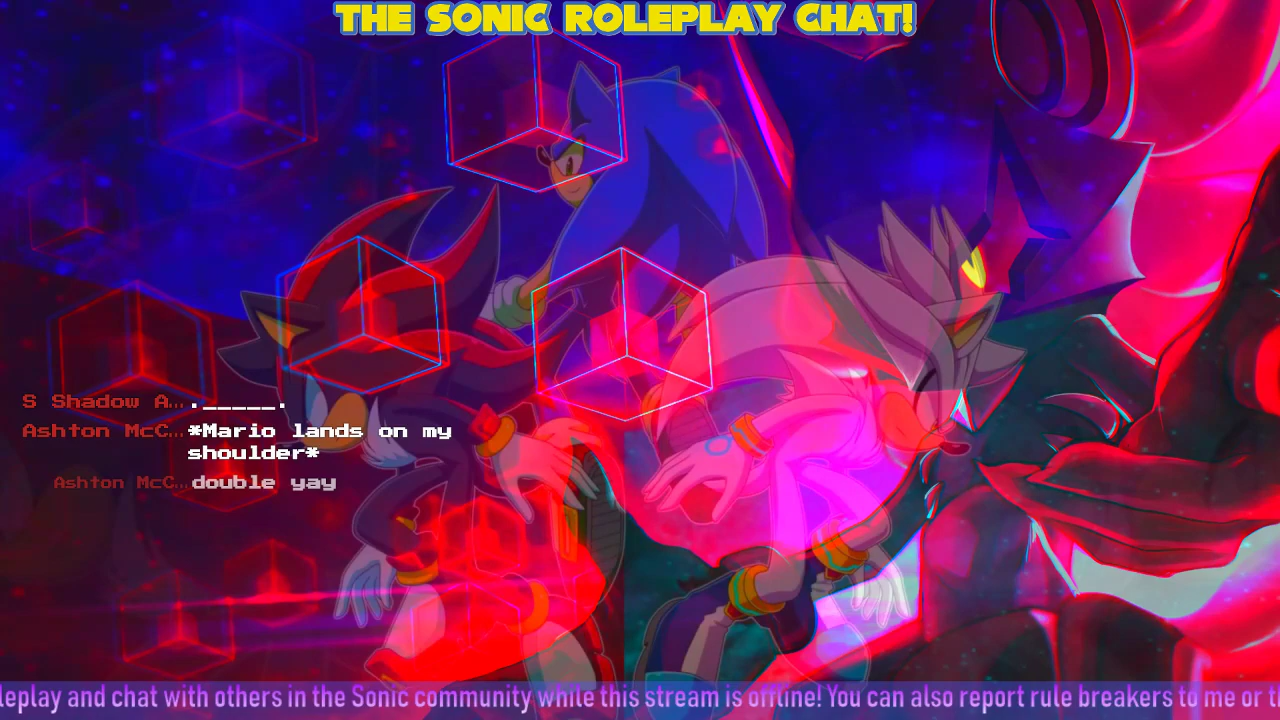 THE SONIC ROLEPLAY CHAT!
S Shadow A... ._____.
Ashton McC... *Mario lands on my
shoulder*
Ashton McC... double yay
leplay and chat with others in the Sonic community while this stream is offline! You can also report rule breakers to me or t